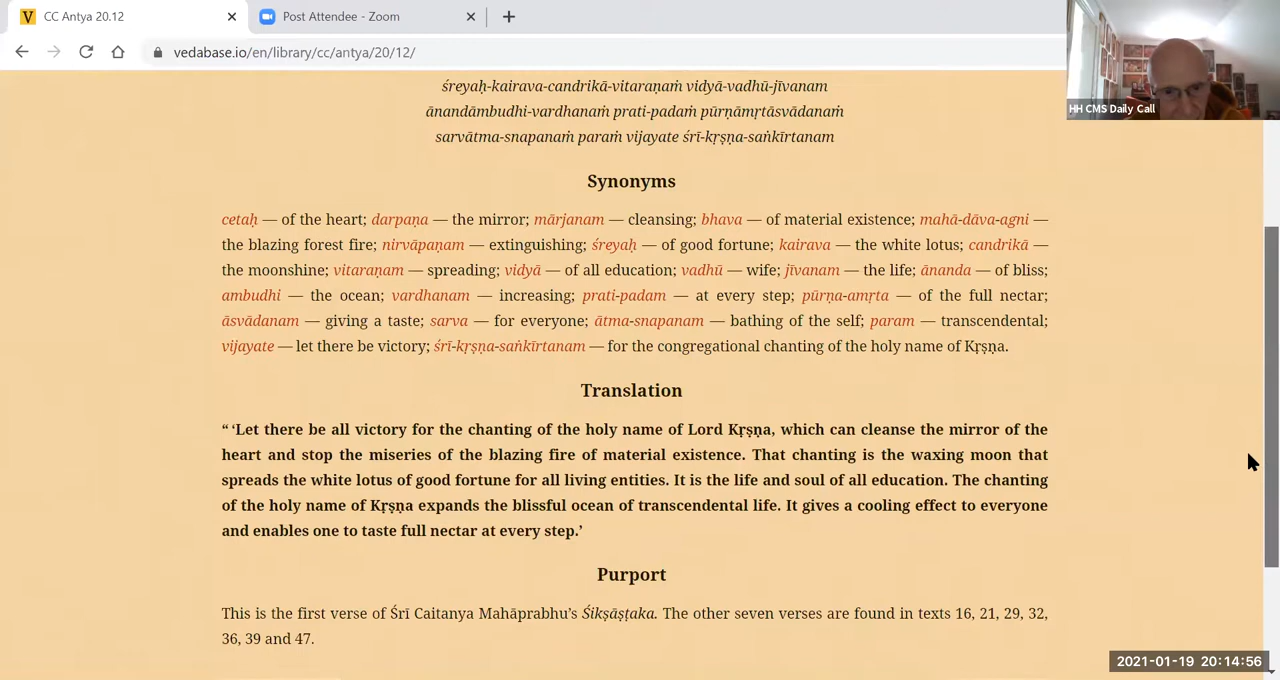 CC Antya 20.12
Post Attendee - Zoom
vedabase.io/en/library/cc/antya/20/12/
HH CMS Daily Call
śreyaḥ-kairava-candrikā-vitaraṇaṁ vidyā-vadhū-jīvanam
ānandāmbudhi-vardhanaṁ prati-padaṁ pūrṇāmṛtāsvādanaṁ
sarvātma-snapanaṁ paraṁ vijayate śrī-kṛṣṇa-saṅkīrtanam
Synonyms
cetaḥ — of the heart; darpaṇa — the mirror; mārjanam — cleansing; bhava — of material existence; mahā-dāva-agni —
the blazing forest fire; nirvāpaṇam — extinguishing; śreyaḥ — of good fortune; kairava — the white lotus; candrikā —
the moonshine; vitaraṇam — spreading; vidyā — of all education; vadhū — wife; jīvanam — the life; ānanda — of bliss;
ambudhi — the ocean; vardhanam — increasing; prati-padam — at every step; pūrṇa-amṛta — of the full nectar;
āsvādanam — giving a taste; sarva — for everyone; ātma-snapanam — bathing of the self; param — transcendental;
vijayate — let there be victory; śrī-kṛṣṇa-saṅkīrtanam — for the congregational chanting of the holy name of Kṛṣṇa.
Translation
“ ‘Let there be all victory for the chanting of the holy name of Lord Kṛṣṇa, which can cleanse the mirror of the
heart and stop the miseries of the blazing fire of material existence. That chanting is the waxing moon that
spreads the white lotus of good fortune for all living entities. It is the life and soul of all education. The chanting
of the holy name of Kṛṣṇa expands the blissful ocean of transcendental life. It gives a cooling effect to everyone
and enables one to taste full nectar at every step.’
Purport
This is the first verse of Śrī Caitanya Mahāprabhu’s Śikṣāṣṭaka. The other seven verses are found in texts 16, 21, 29, 32,
36, 39 and 47.
2021-01-19 20:14:56